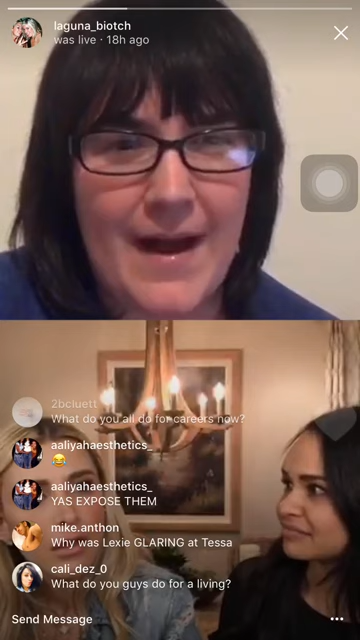 laguna_biotch
was live · 18h ago
2bcluett
What do you all do for careers now?
aaliyahaesthetics_
😂
aaliyahaesthetics_
YAS EXPOSE THEM
mike.anthon
Why was Lexie GLARING at Tessa
cali_dez_0
What do you guys do for a living?
Send Message